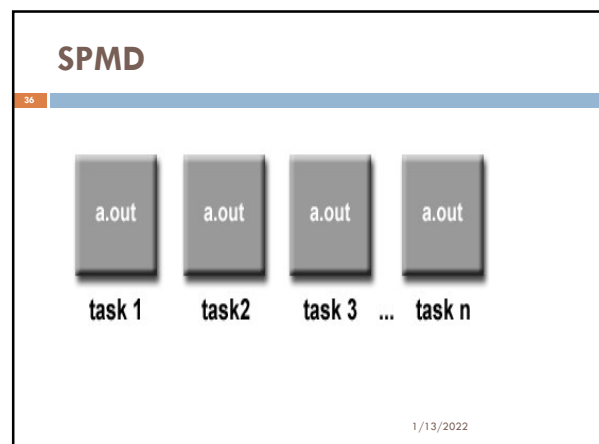 SPMD
36
a.out a.out a.out a.out
task 1 task2 task 3 ... task n
1/13/2022